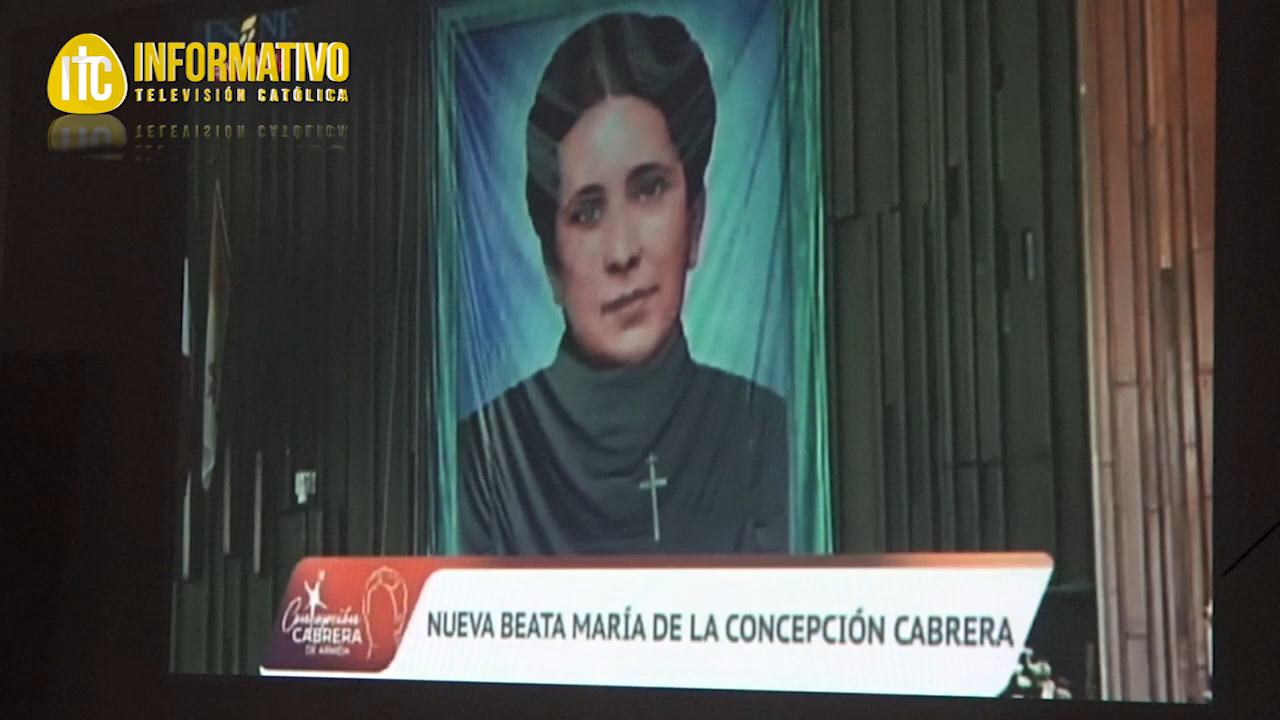 ITC INFORMATIVO
TELEVISIÓN CATÓLICA
Concepción
CABRERA
DE ARMIDA
NUEVA BEATA MARÍA DE LA CONCEPCIÓN CABRERA